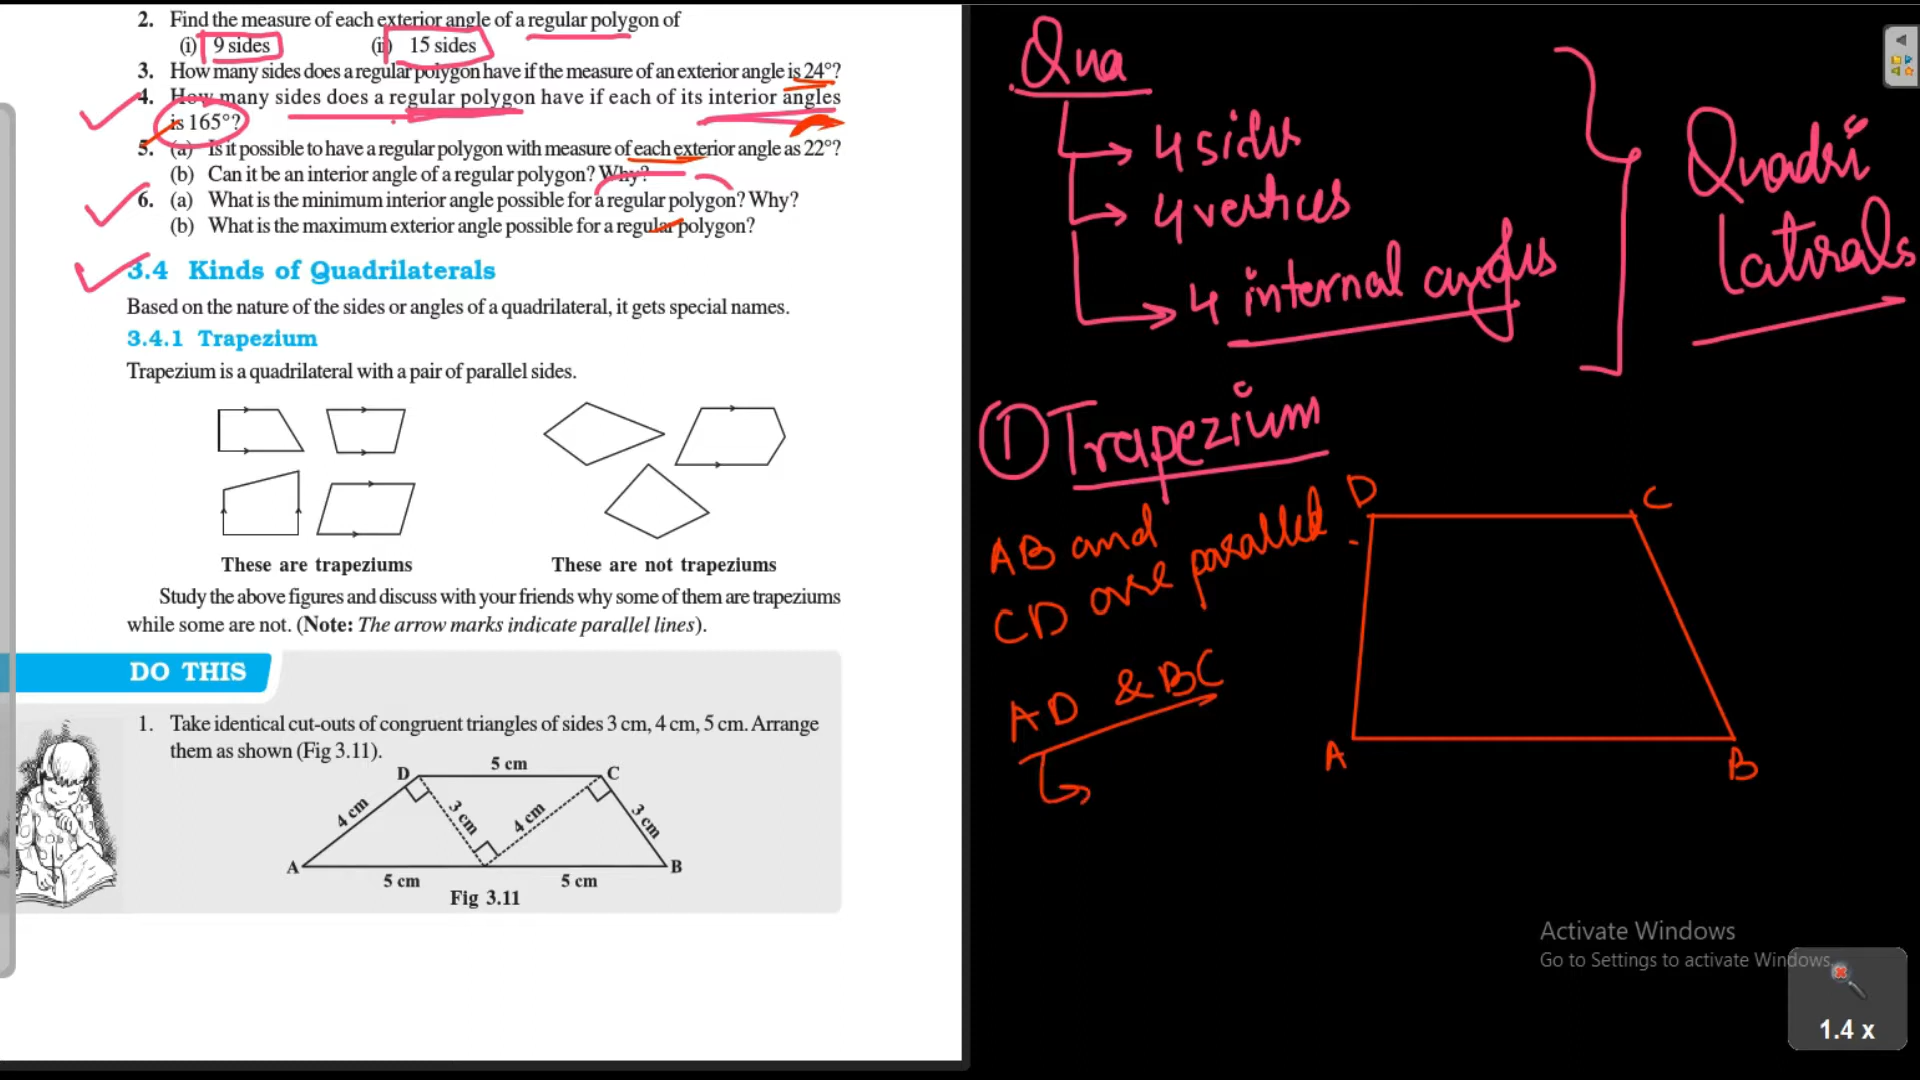 2. Find the measure of each exterior angle of a regular polygon of
(i) 9 sides (ii) 15 sides
3. How many sides does a regular polygon have if the measure of an exterior angle is 24°?
4. How many sides does a regular polygon have if each of its interior angles
is 165°?
5. (a) Is it possible to have a regular polygon with measure of each exterior angle as 22°?
(b) Can it be an interior angle of a regular polygon? Why?
6. (a) What is the minimum interior angle possible for a regular polygon? Why?
(b) What is the maximum exterior angle possible for a regular polygon?
3.4 Kinds of Quadrilaterals
Based on the nature of the sides or angles of a quadrilateral, it gets special names.
3.4.1 Trapezium
Trapezium is a quadrilateral with a pair of parallel sides.
These are trapeziums
These are not trapeziums
Study the above figures and discuss with your friends why some of them are trapeziums
while some are not. (Note: The arrow marks indicate parallel lines).
DO THIS
1. Take identical cut-outs of congruent triangles of sides 3 cm, 4 cm, 5 cm. Arrange
them as shown (Fig 3.11).
D 5 cm C
4 cm 3 cm 4 cm 3 cm
A B
5 cm 5 cm
Fig 3.11
Qua
4 sides
4 vertices
4 internal angles
Quadri
laterals
① Trapezium
D C
AB and
CD are parallel.
AD & BC
A B
Activate Windows
Go to Settings to activate Windows.
1.4 x